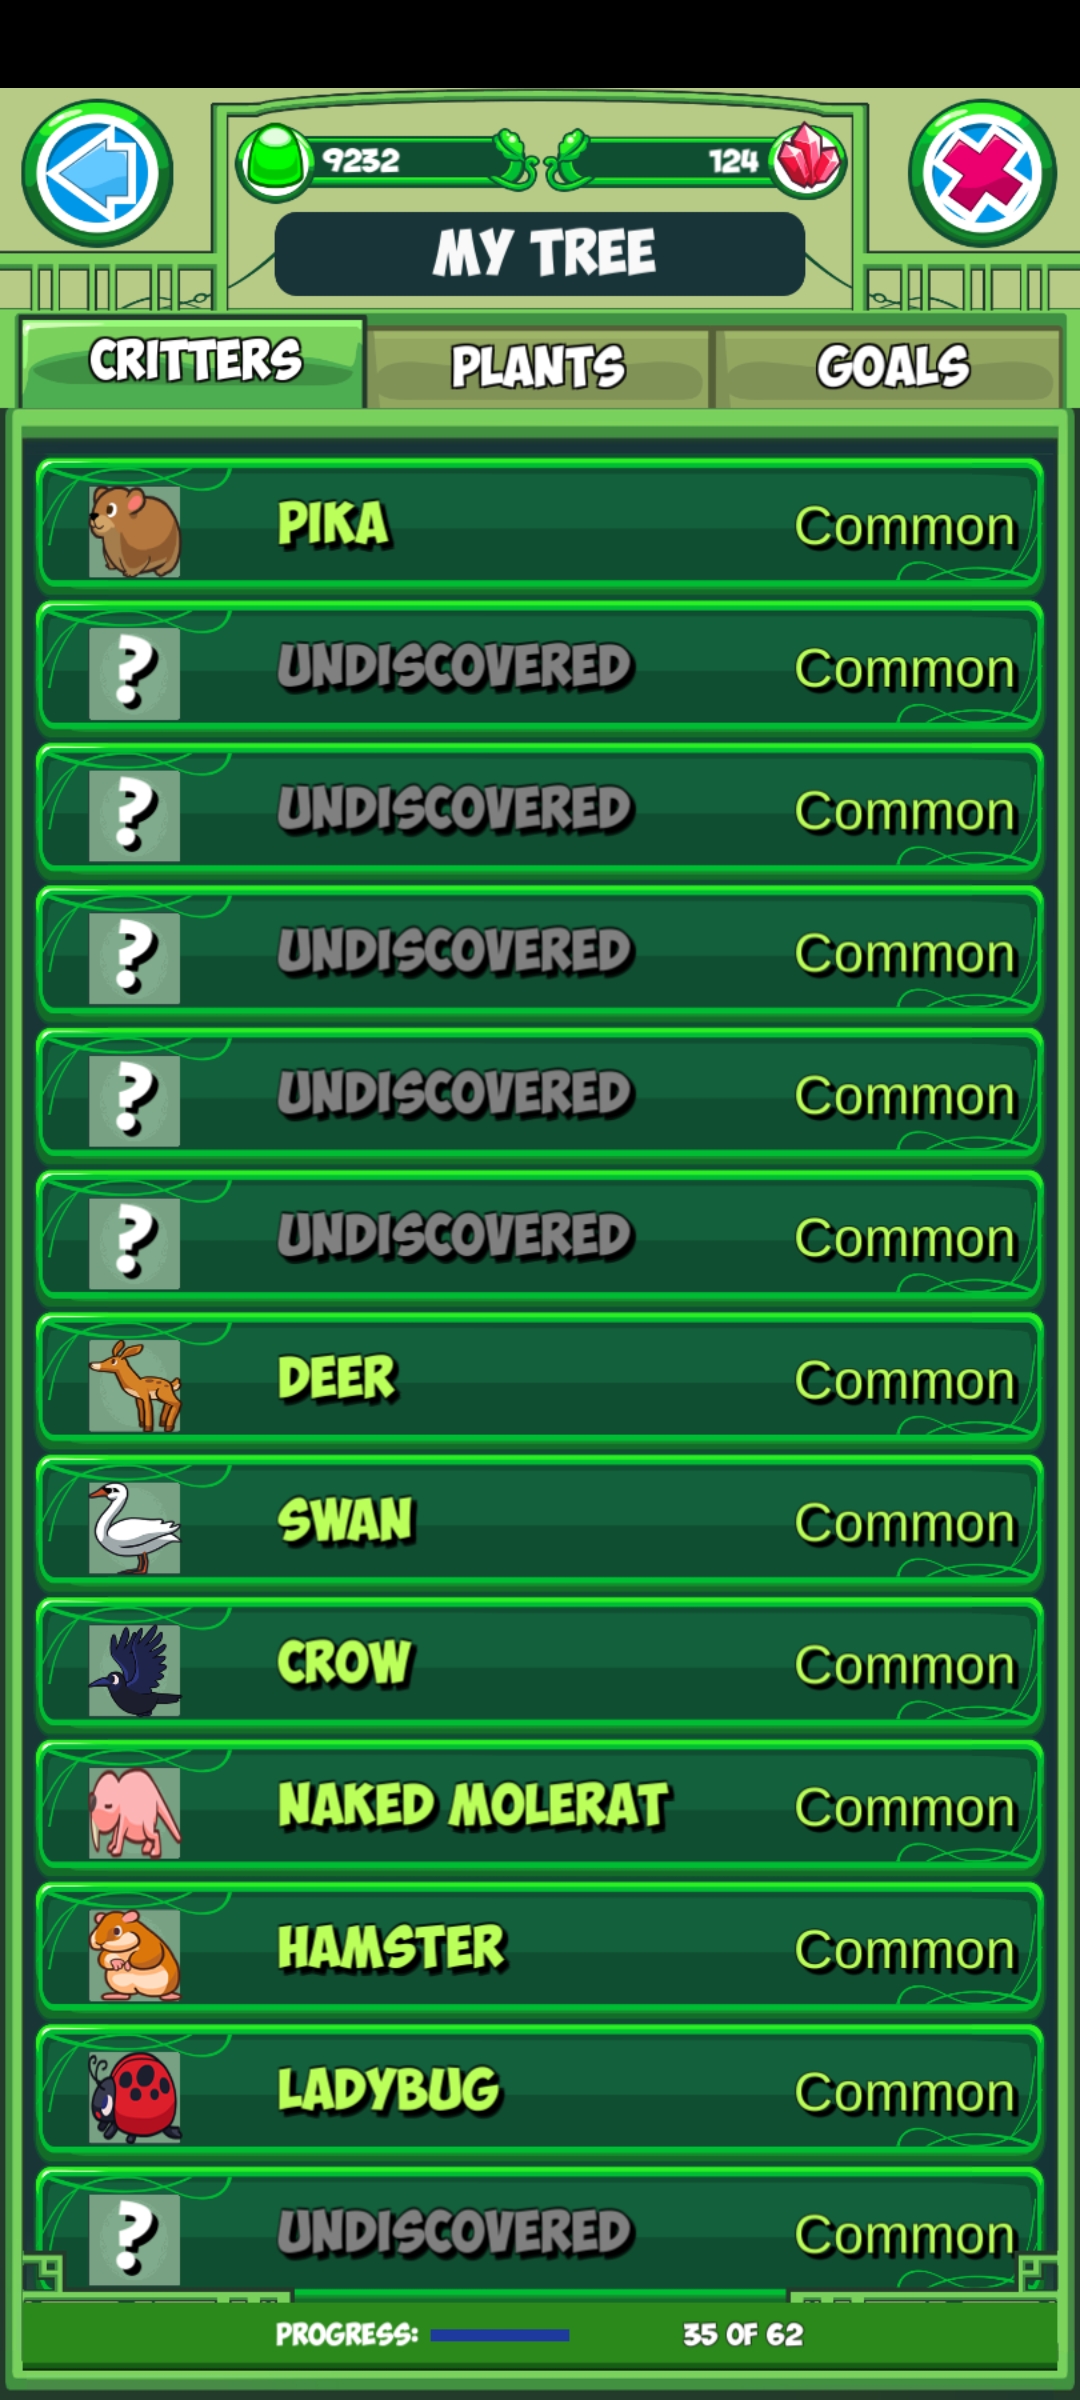 9232
124
MY TREE
CRITTERS
PLANTS
GOALS
PIKA
Common
?
UNDISCOVERED
Common
?
UNDISCOVERED
Common
?
UNDISCOVERED
Common
?
UNDISCOVERED
Common
?
UNDISCOVERED
Common
DEER
Common
SWAN
Common
CROW
Common
NAKED MOLERAT
Common
HAMSTER
Common
LADYBUG
Common
?
UNDISCOVERED
Common
PROGRESS:
35 OF 62